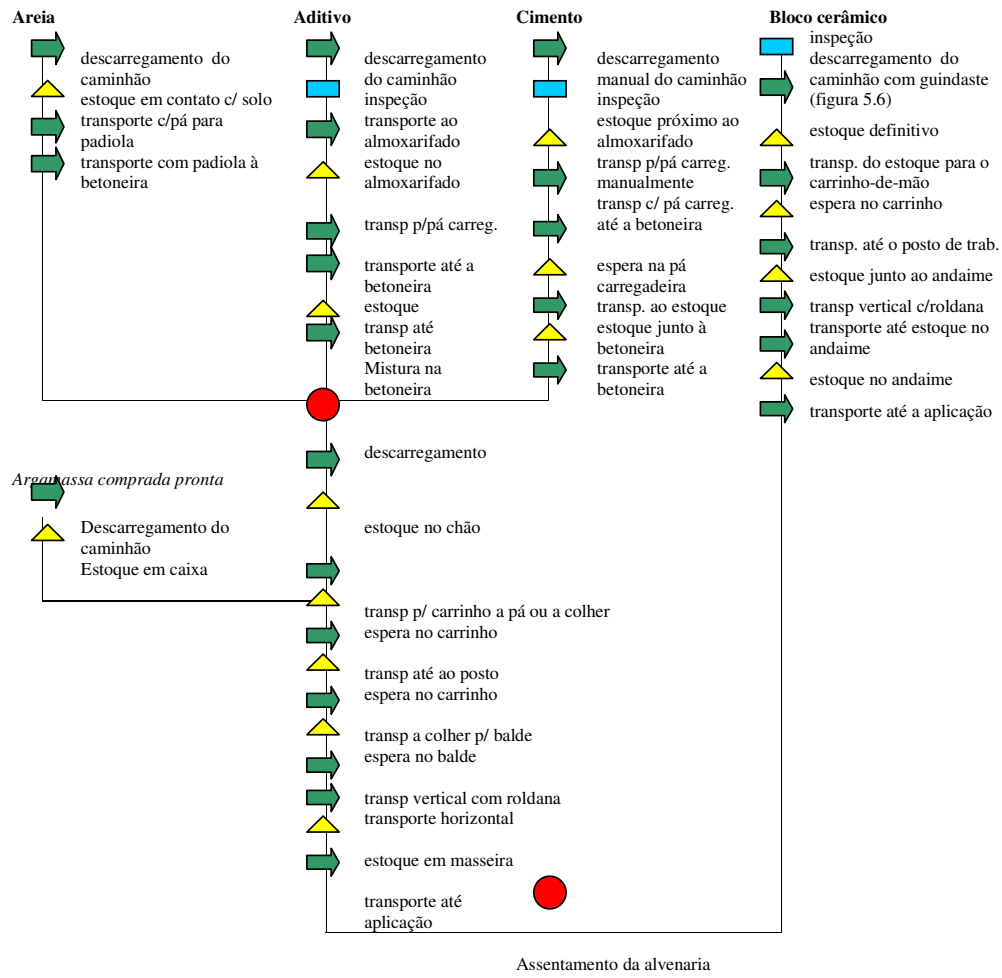 Areia
descarregamento do
caminhão
estoque em contato c/ solo
transporte c/pá para
padiola
transporte com padiola à
betoneira
Aditivo
descarregamento
do caminhão
inspeção
transporte ao
almoxarifado
estoque no
almoxarifado
transp p/pá carreg.
transporte até a
betoneira
estoque
transp até
betoneira
Mistura na
betoneira
Cimento
descarregamento
manual do caminhão
inspeção
estoque próximo ao
almoxarifado
transp p/pá carreg.
manualmente
transp c/ pá carreg.
até a betoneira
espera na pá
carregadeira
transp. ao estoque
estoque junto à
betoneira
transporte até a
betoneira
Bloco cerâmico
inspeção
descarregamento do
caminhão com guindaste
(figura 5.6)
estoque definitivo
transp. do estoque para o
carrinho-de-mão
espera no carrinho
transp. até o posto de trab.
estoque junto ao andaime
transp vertical c/roldana
transporte até estoque no
andaime
estoque no andaime
transporte até a aplicação
Argamassa comprada pronta
Descarregamento do
caminhão
Estoque em caixa
descarregamento
estoque no chão
transp p/ carrinho a pá ou a colher
espera no carrinho
transp até ao posto
espera no carrinho
transp a colher p/ balde
espera no balde
transp vertical com roldana
transporte horizontal
estoque em masseira
transporte até
aplicação
Assentamento da alvenaria